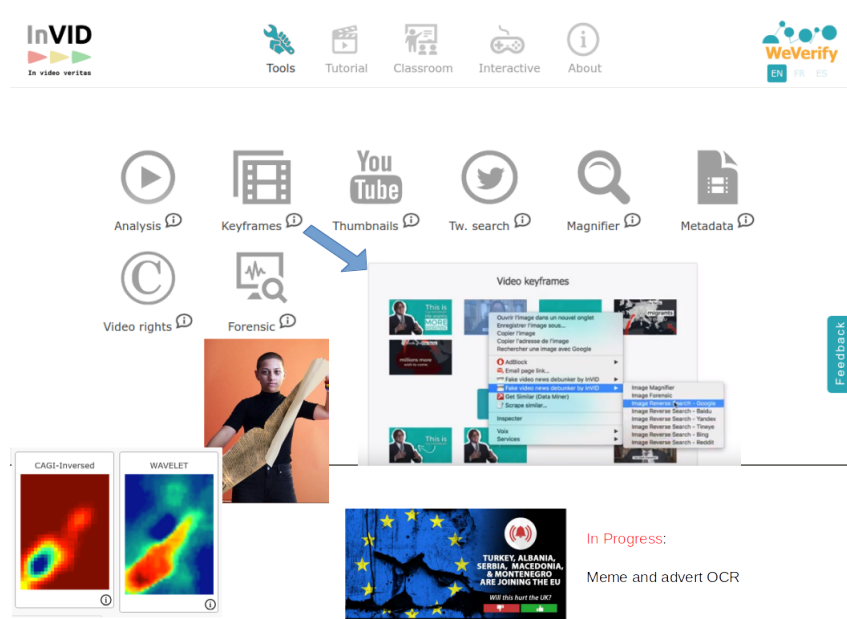 InVID
In video veritas
Tools
Tutorial
Classroom
Interactive
About
WeVerify
EN FR ES
Analysis
Keyframes
You
Tube
Thumbnails
Tw. search
Magnifier
Metadata
Video rights
Forensic
Feedback
Video keyframes
This is
MORE
migrants
millions more
Ouvrir l'image dans un nouvel onglet
Enregistrer l'image sous...
Copier l'image
Copier l'adresse de l'image
Rechercher une image avec Google
AdBlock
Email page link...
Fake video news debunker by InVID
Fake video news debunker by InVID
Get Similar (Data Miner)
Scrape similar...
Inspecter
Voix
Services
Image Magnifier
Image Forensic
Image Reverse Search - Google
Image Reverse Search - Baidu
Image Reverse Search - Yandex
Image Reverse Search - Tineye
Image Reverse Search - Bing
Image Reverse Search - Reddit
This is
CAGI-Inversed
WAVELET
TURKEY, ALBANIA,
SERBIA, MACEDONIA,
& MONTENEGRO
ARE JOINING THE EU
Will this hurt the UK?
In Progress:
Meme and advert OCR